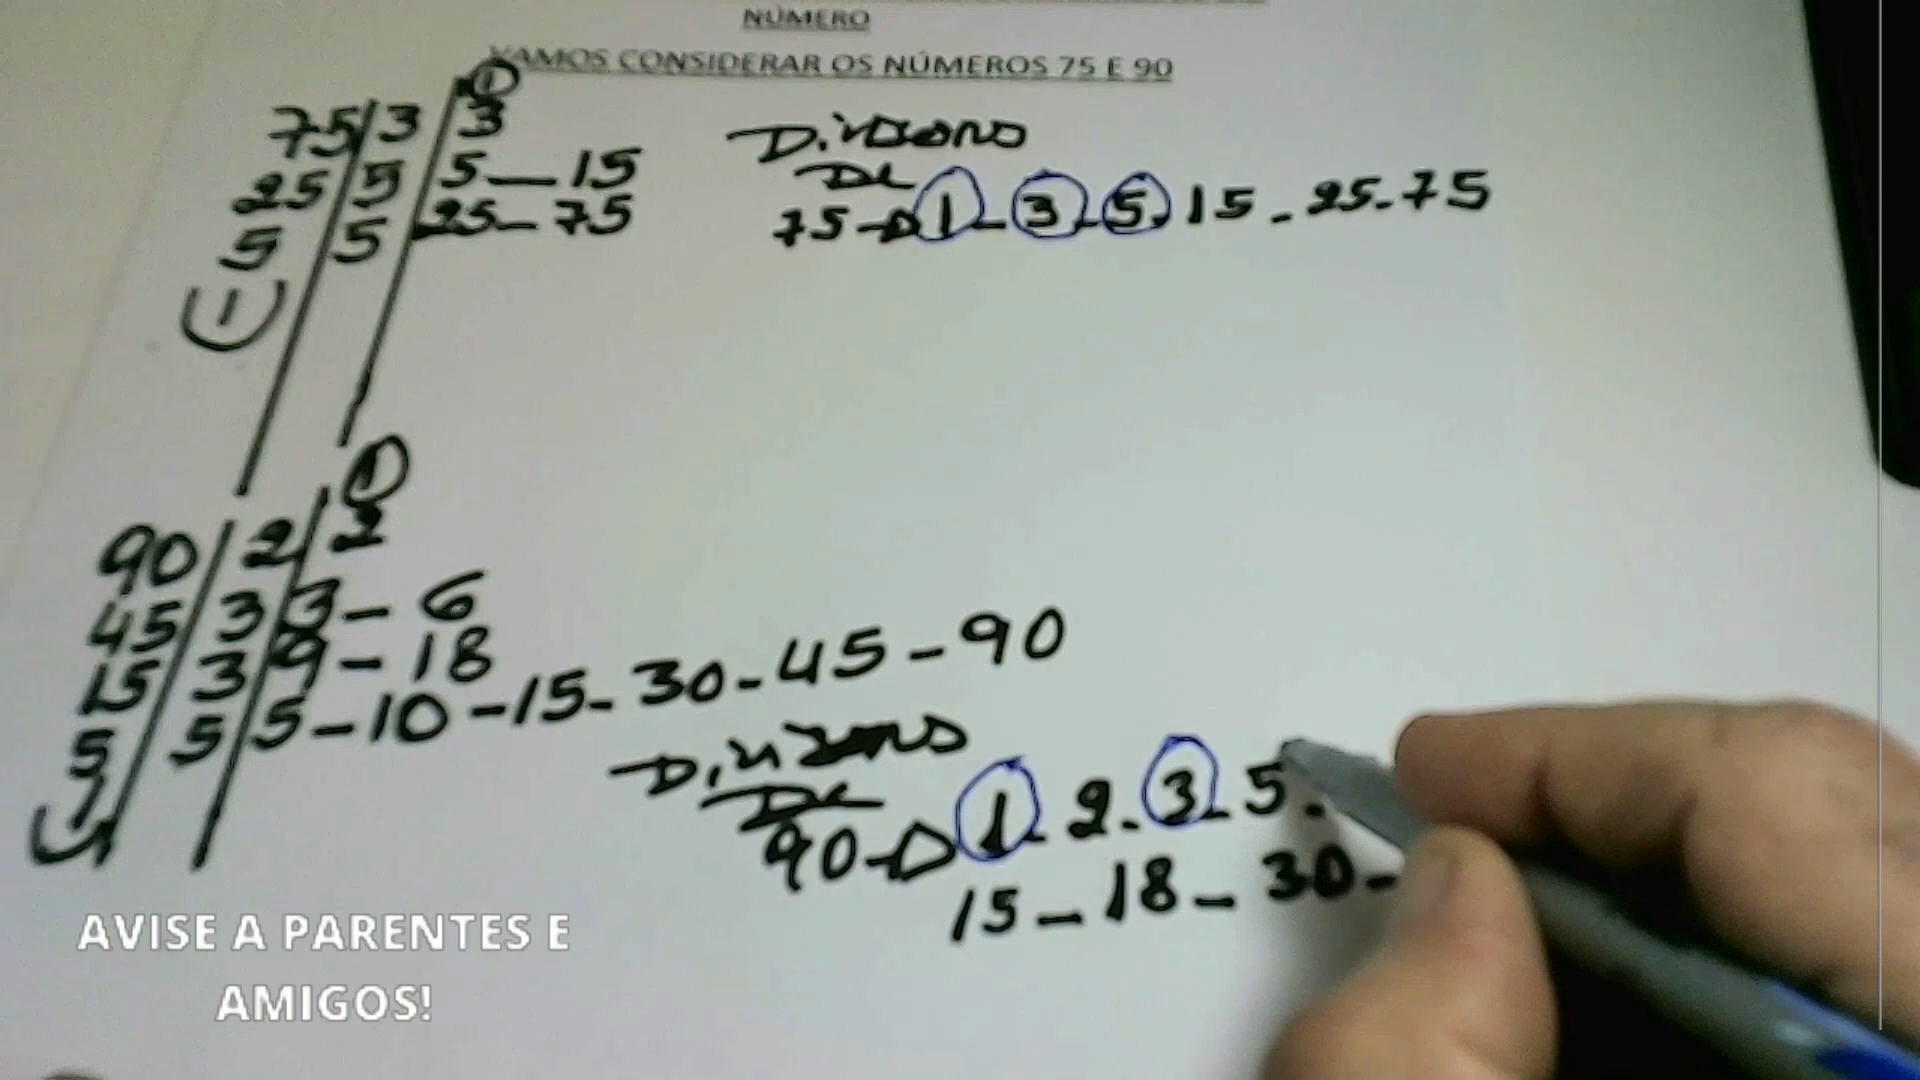 NÚMERO
VAMOS CONSIDERAR OS NÚMEROS 75 E 90
1
75 3 3
25 5 5 - 15
5 5 25 - 75
1
DE
75 → 1 - 3 - 5 - 15 - 25 - 75
1
90 2 2
45 3 3 - 6
15 3 9 - 18
5 5 5 - 10 - 15 - 30 - 45 - 90
1
DE
90 → 1 - 2 - 3 - 5 -
15 - 18 - 30 -
AVISE A PARENTES E
AMIGOS!